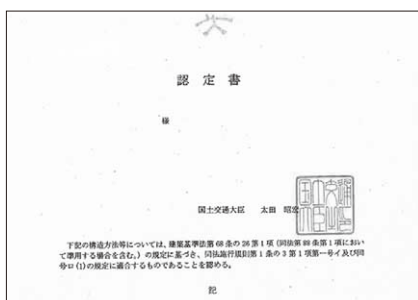 認定書
様
国土交通大臣 太田 昭宏
下記の構造方法等については、建築基準法第68条の26第1項(同法第88条第1項におい
て準用する場合を含む。)の規定に基づき、同法施行規則第1条の3第1項第一号イ及び同
号ロ(1)の規定に適合するものであることを認める。
記